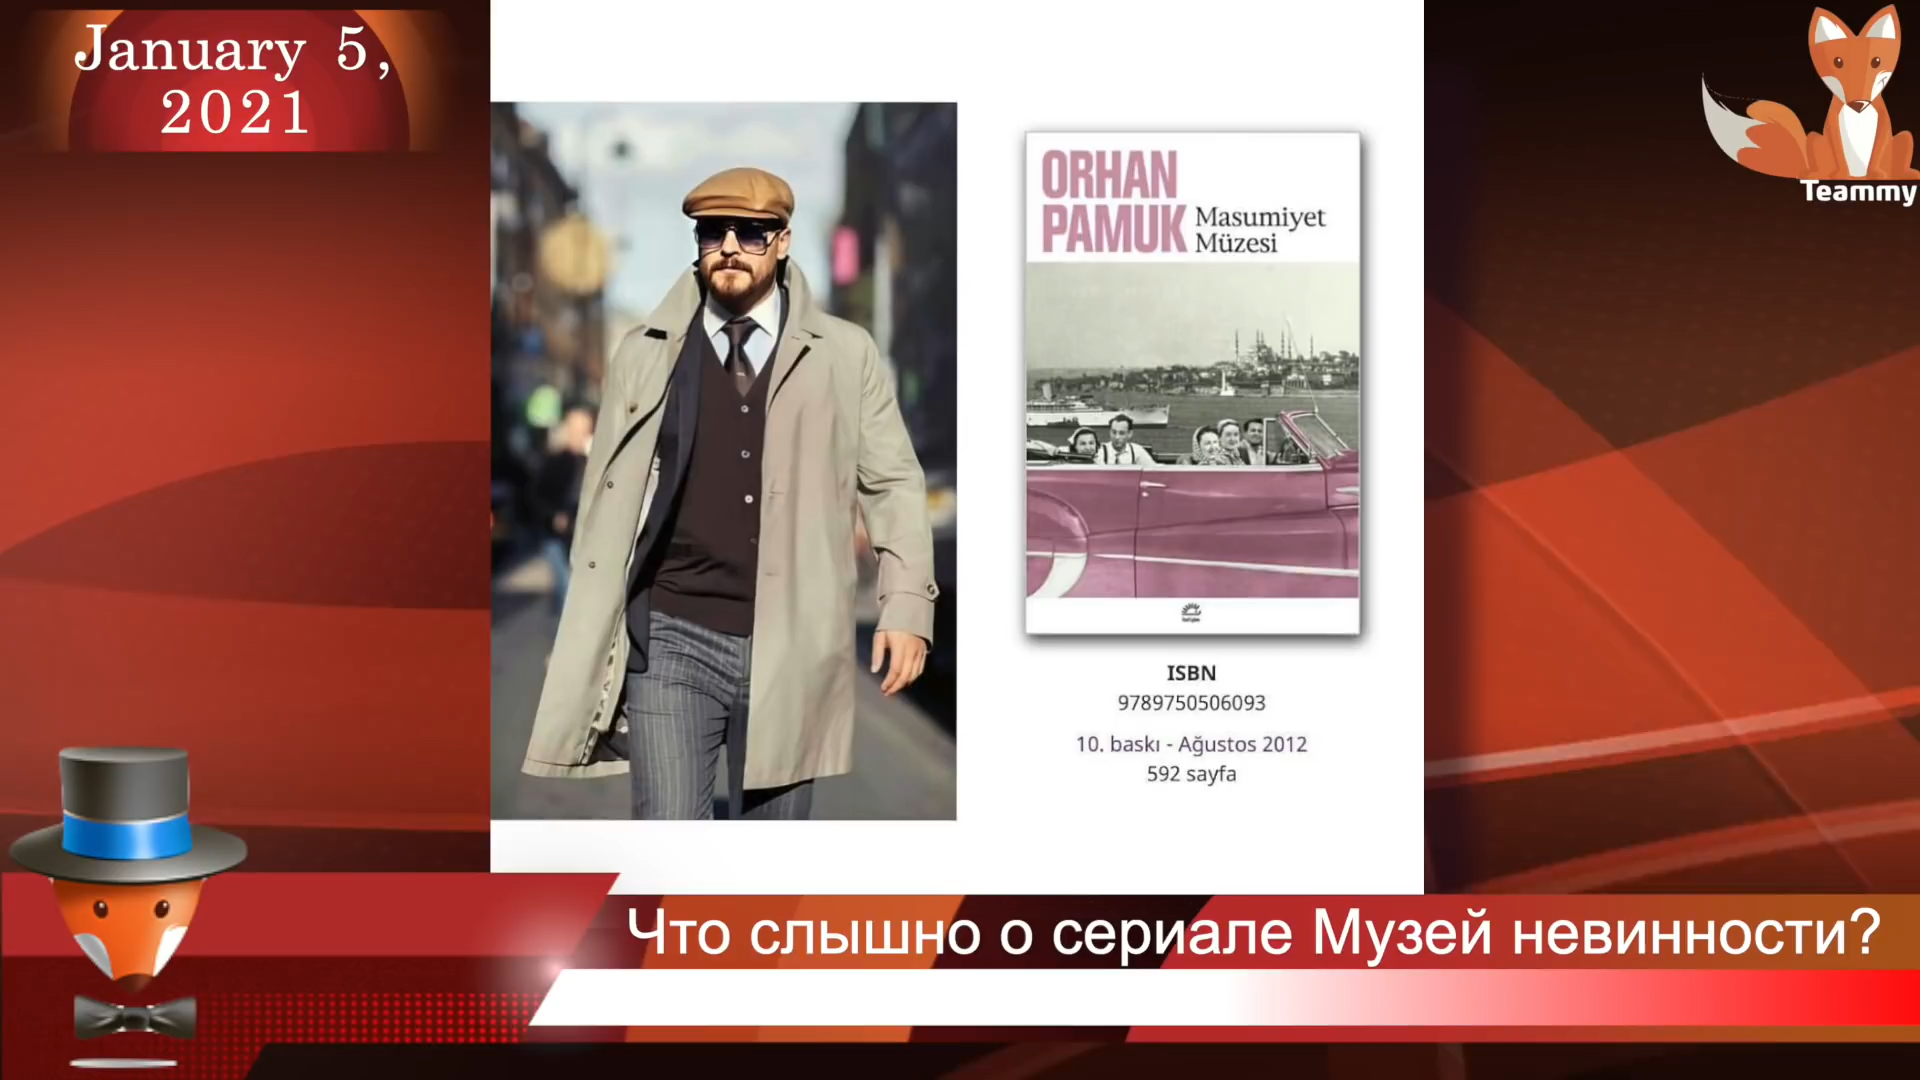 January 5,
2021
Teammy
ORHAN
PAMUK
Masumiyet
Müzesi
ISBN
9789750506093
10. baskı - Ağustos 2012
592 sayfa
Что слышно о сериале Музей невинности?